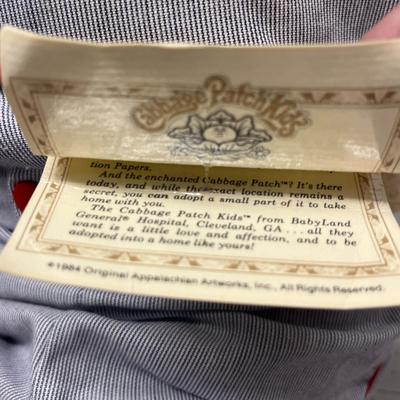 Cabbage Patch Kids™
tion Papers.
And the enchanted Cabbage Patch™? It's there
today, and while the exact location remains a
secret, you can adopt a small part of it to take
home with you.
The Cabbage Patch Kids™ from BabyLand
General® Hospital, Cleveland, GA . . . all they
want is a little love and affection, and to be
adopted into a home like yours!
©1984 Original Appalachian Artworks, Inc., All Rights Reserved.